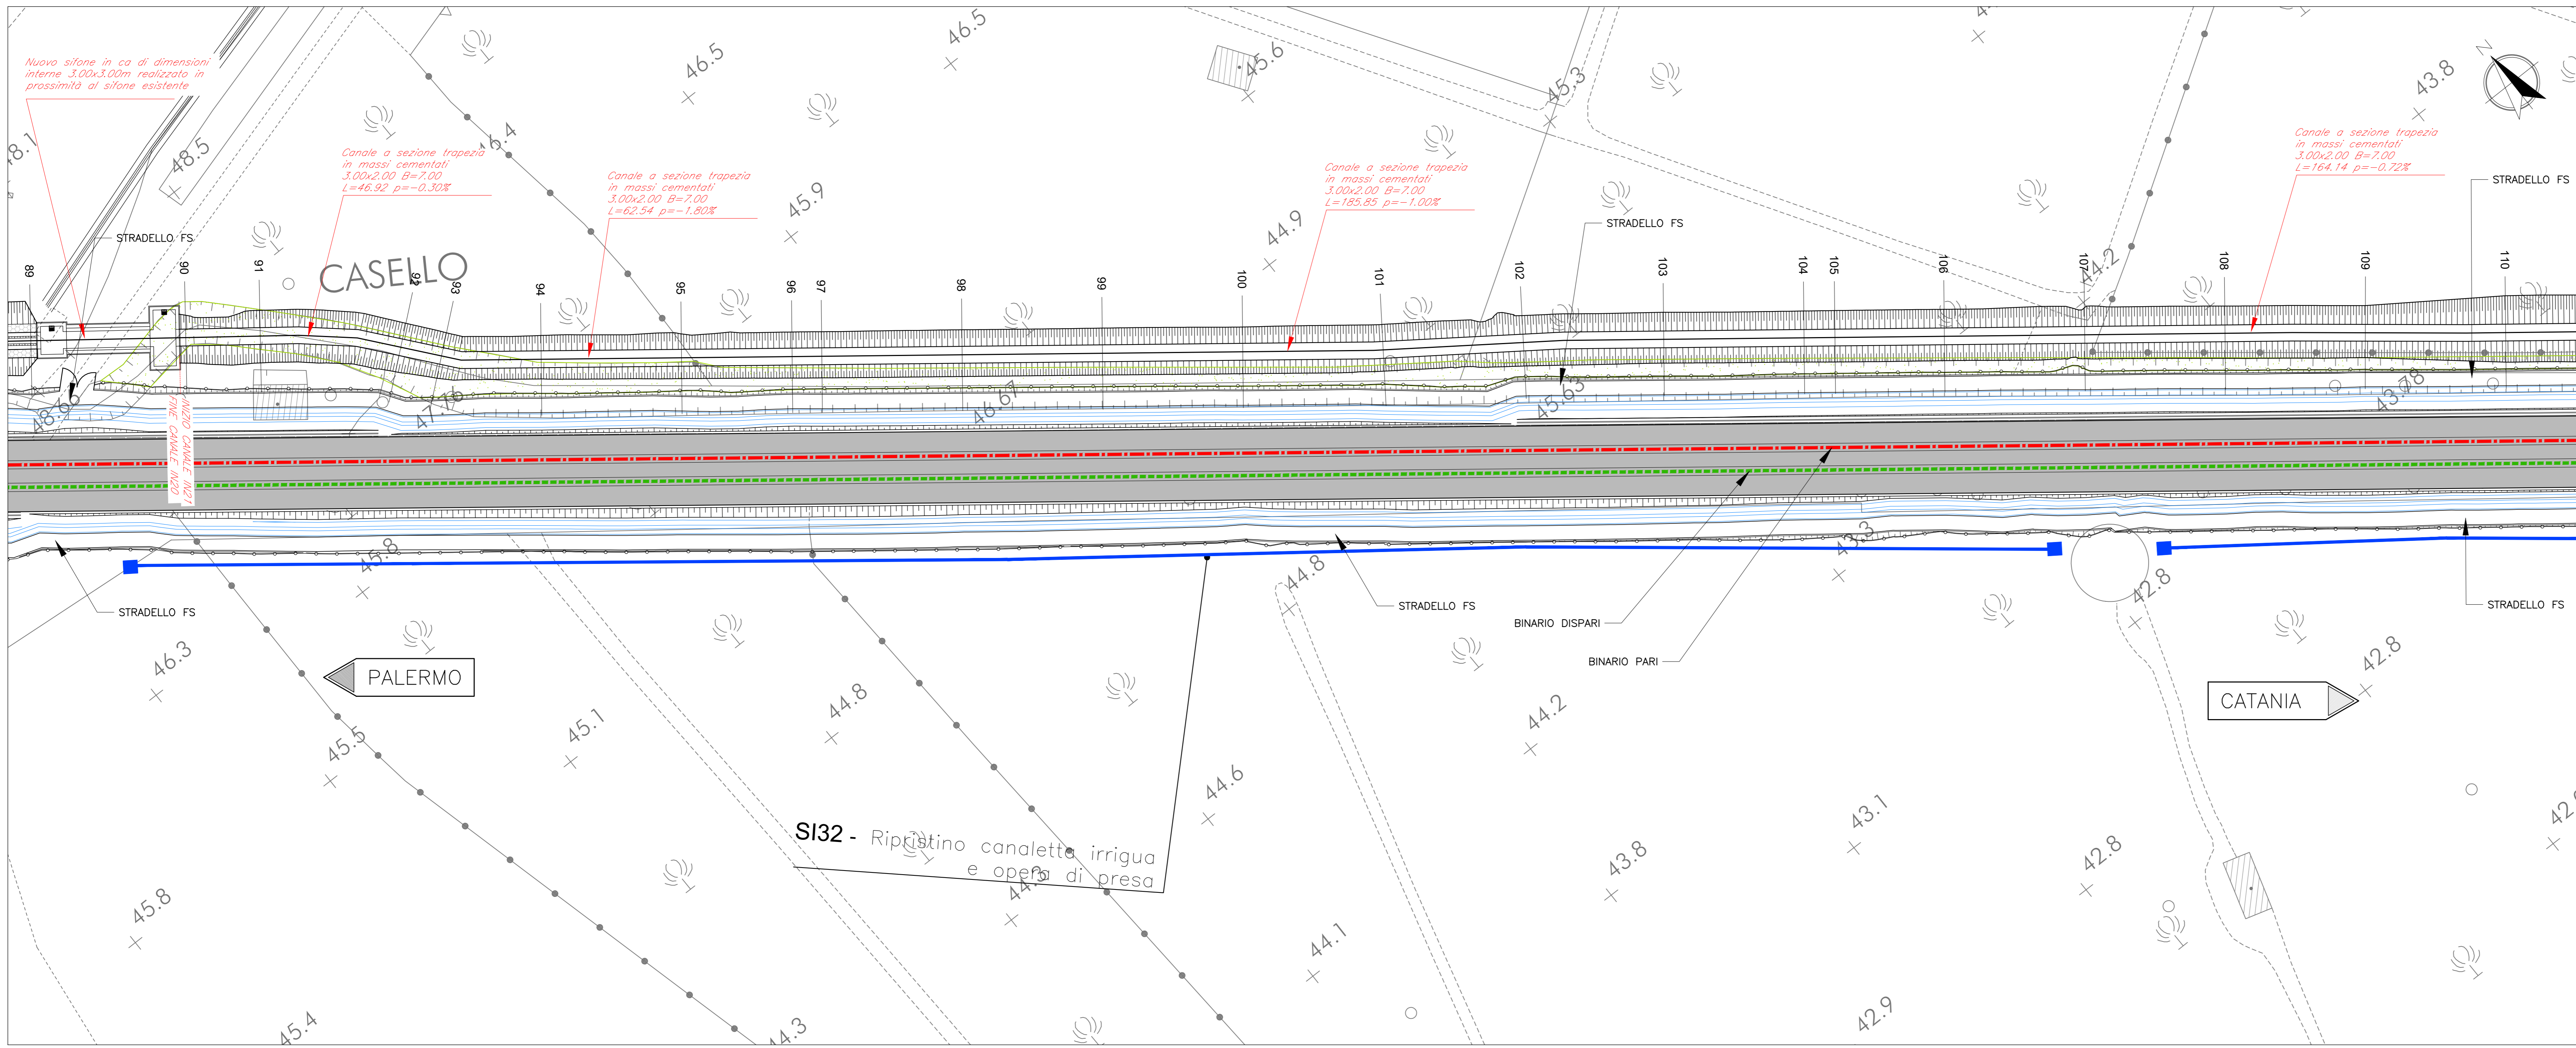 Nuovo sifone in ca di dimensioni
interne 3.00x3.00m realizzato in
prossimità al sifone esistente
Canale a sezione trapezia
in massi cementati
3.00x2.00 B=7.00
L=46.92 p=-0.30%
Canale a sezione trapezia
in massi cementati
3.00x2.00 B=7.00
L=62.54 p=-1.80%
Canale a sezione trapezia
in massi cementati
3.00x2.00 B=7.00
L=185.85 p=-1.00%
Canale a sezione trapezia
in massi cementati
3.00x2.00 B=7.00
L=164.14 p=-0.72%
N
46.5
46.5
45.6
45.3
43.8
48.5
45.9
44.9
44.2
STRADELLO FS
STRADELLO FS
STRADELLO FS
CASELLO
89
90
91
92
93
94
95
96
97
98
99
100
101
102
103
104
105
106
107
108
109
110
46.67
45.63
43.78
INIZIO CANALE IN21
FINE CANALE IN20
45.8
44.8
43.3
42.8
STRADELLO FS
STRADELLO FS
STRADELLO FS
BINARIO DISPARI
BINARIO PARI
PALERMO
CATANIA
46.3
45.5
45.1
44.8
44.6
44.2
43.8
43.1
42.8
42.8
SI32 - Ripristino canaletta irrigua
e opera di presa
45.8
45.4
44.3
44.3
44.1
42.9